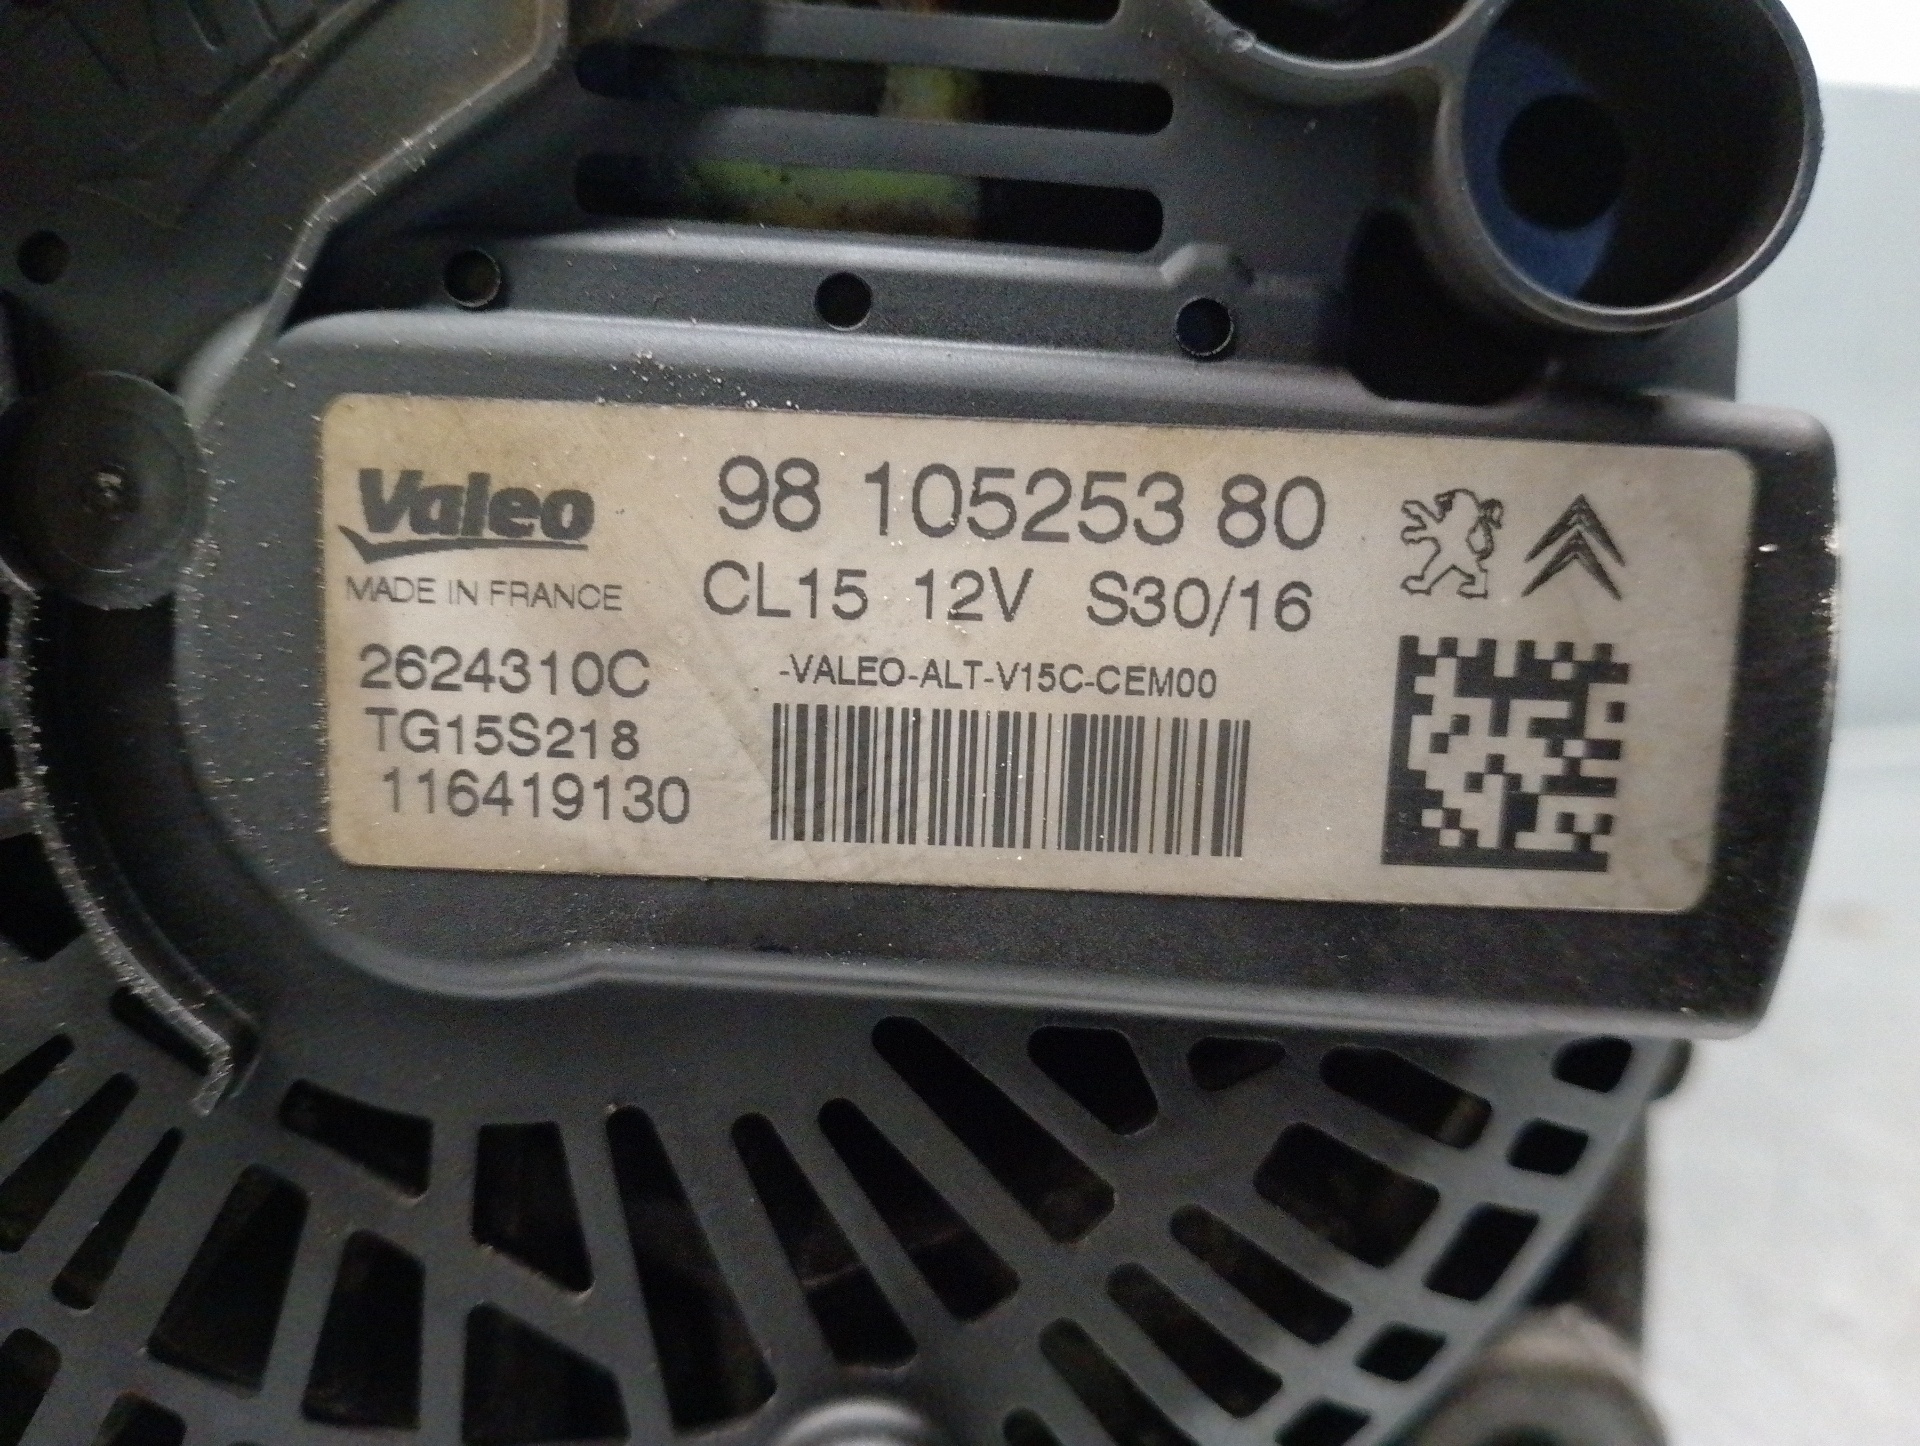 Valeo
98 105253 80
MADE IN FRANCE
CL15 12V S30/16
2624310C
-VALEO-ALT-V15C-CEM00
TG15S218
116419130